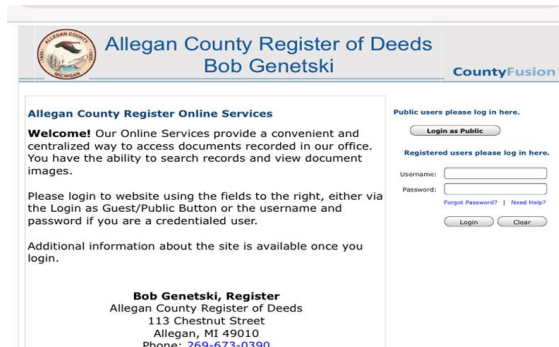 Allegan County Register of Deeds
Bob Genetski
CountyFusion
Allegan County Register Online Services
Welcome! Our Online Services provide a convenient and
centralized way to access documents recorded in our office.
You have the ability to search records and view document
images.
Please login to website using the fields to the right, either via
the Login as Guest/Public Button or the username and
password if you are a credentialed user.
Additional information about the site is available once you
login.
Bob Genetski, Register
Allegan County Register of Deeds
113 Chestnut Street
Allegan, MI 49010
Phone: 269-673-0390
Public users please log in here.
Login as Public
Registered users please log in here.
Username:
Password:
Forgot Password? | Need Help?
Login Clear